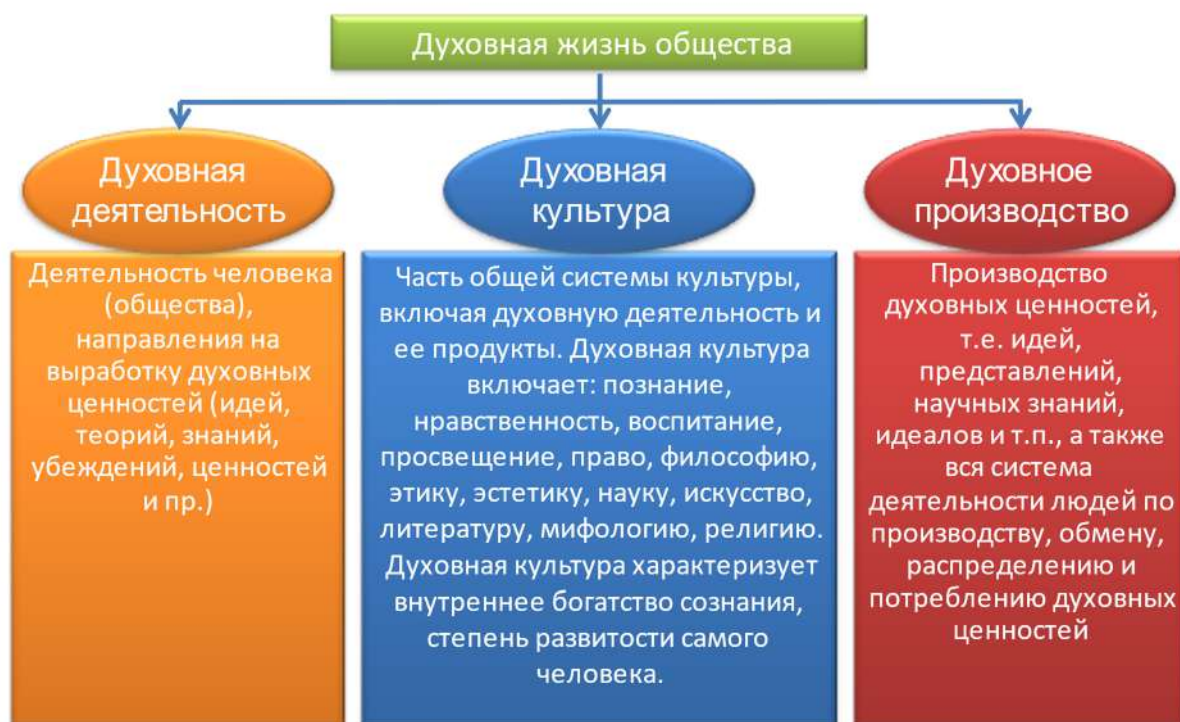 Духовная жизнь общества
Духовная
деятельность
Деятельность человека
(общества),
направления на
выработку духовных
ценностей (идей,
теорий, знаний,
убеждений, ценностей
и пр.)
Духовная
культура
Часть общей системы культуры,
включая духовную деятельность и
ее продукты. Духовная культура
включает: познание,
нравственность, воспитание,
просвещение, право, философию,
этику, эстетику, науку, искусство,
литературу, мифологию, религию.
Духовная культура характеризует
внутреннее богатство сознания,
степень развитости самого
человека.
Духовное
производство
Производство
духовных ценностей,
т.е. идей,
представлений,
научных знаний,
идеалов и т.п., а также
вся система
деятельности людей по
производству, обмену,
распределению и
потреблению духовных
ценностей